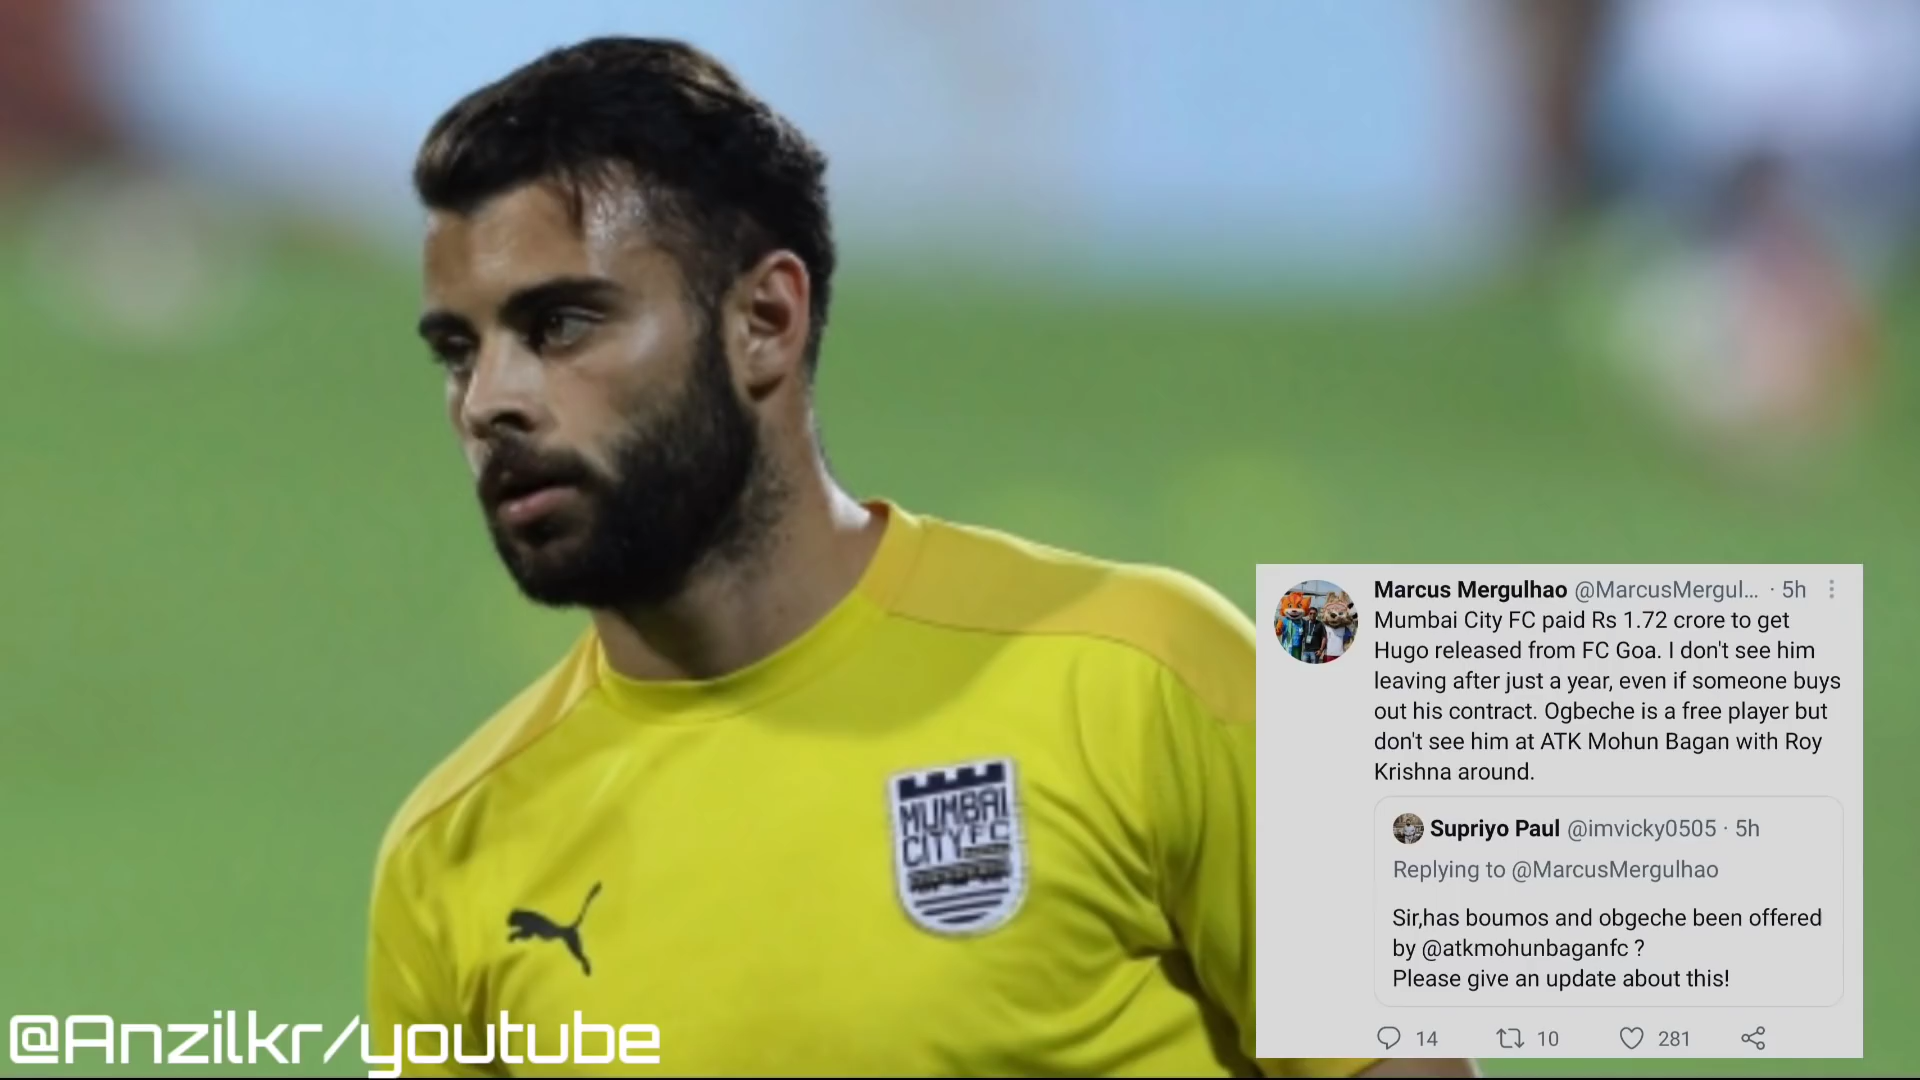 MUMBAI
CITY FC
Marcus Mergulhao @MarcusMergul... · 5h
Mumbai City FC paid Rs 1.72 crore to get
Hugo released from FC Goa. I don't see him
leaving after just a year, even if someone buys
out his contract. Ogbeche is a free player but
don't see him at ATK Mohun Bagan with Roy
Krishna around.
Supriyo Paul @imvicky0505 · 5h
Replying to @MarcusMergulhao
Sir,has boumos and obgeche been offered
by @atkmohunbaganfc ?
Please give an update about this!
14 10 281
@Anzilkr/youtube